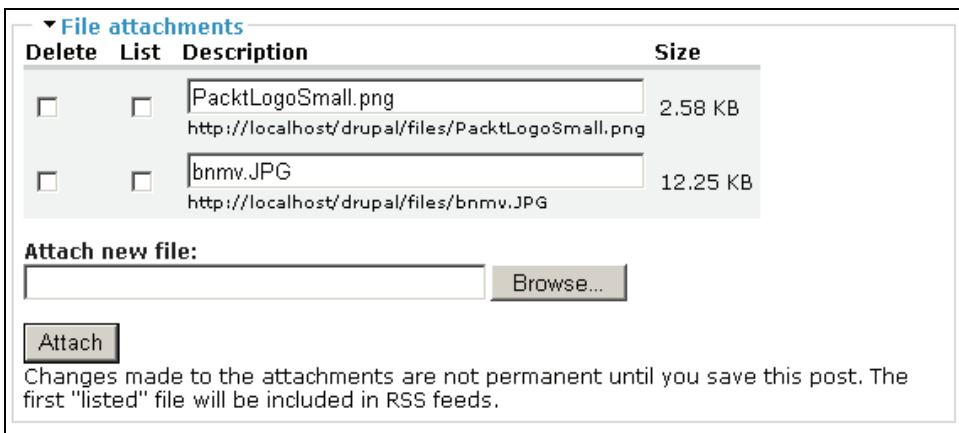 File attachments
Delete List Description Size
PacktLogoSmall.png 2.58 KB
http://localhost/drupal/files/PacktLogoSmall.png
bnmv.JPG 12.25 KB
http://localhost/drupal/files/bnmv.JPG
Attach new file:
Browse...
Attach
Changes made to the attachments are not permanent until you save this post. The
first "listed" file will be included in RSS feeds.